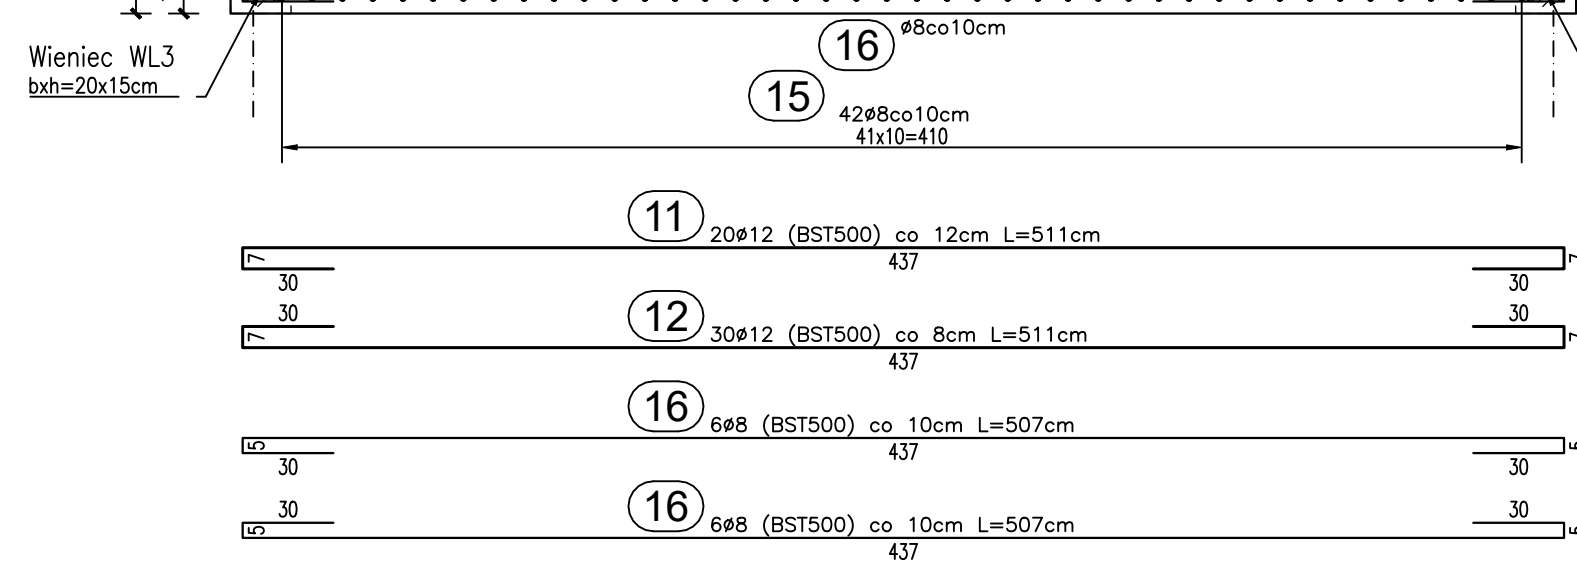 16 ø8co10cm
Wieniec WL3
bxh=20x15cm
15
42ø8co10cm
41x10=410
11 20ø12 (BST500) co 12cm L=511cm
7 437 7
30 30
30 30
12 30ø12 (BST500) co 8cm L=511cm
7 7
437
16 6ø8 (BST500) co 10cm L=507cm
5 437 5
30 30
30 30
16 6ø8 (BST500) co 10cm L=507cm
5 5
437